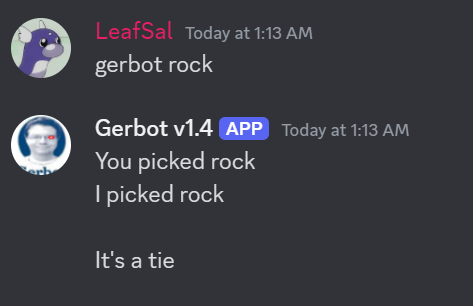 LeafSal Today at 1:13 AM
gerbot rock
Gerbot v1.4 APP Today at 1:13 AM
You picked rock
I picked rock
It's a tie